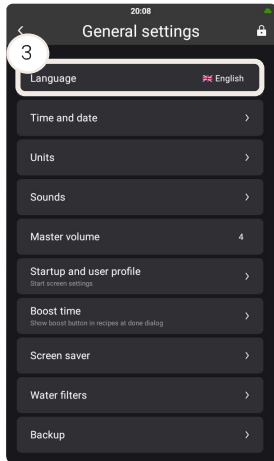 20:08
General settings
3
Language English
Time and date
Units
Sounds
Master volume 4
Startup and user profile
Start screen settings
Boost time
Show boost button in recipes at done dialog
Screen saver
Water filters
Backup